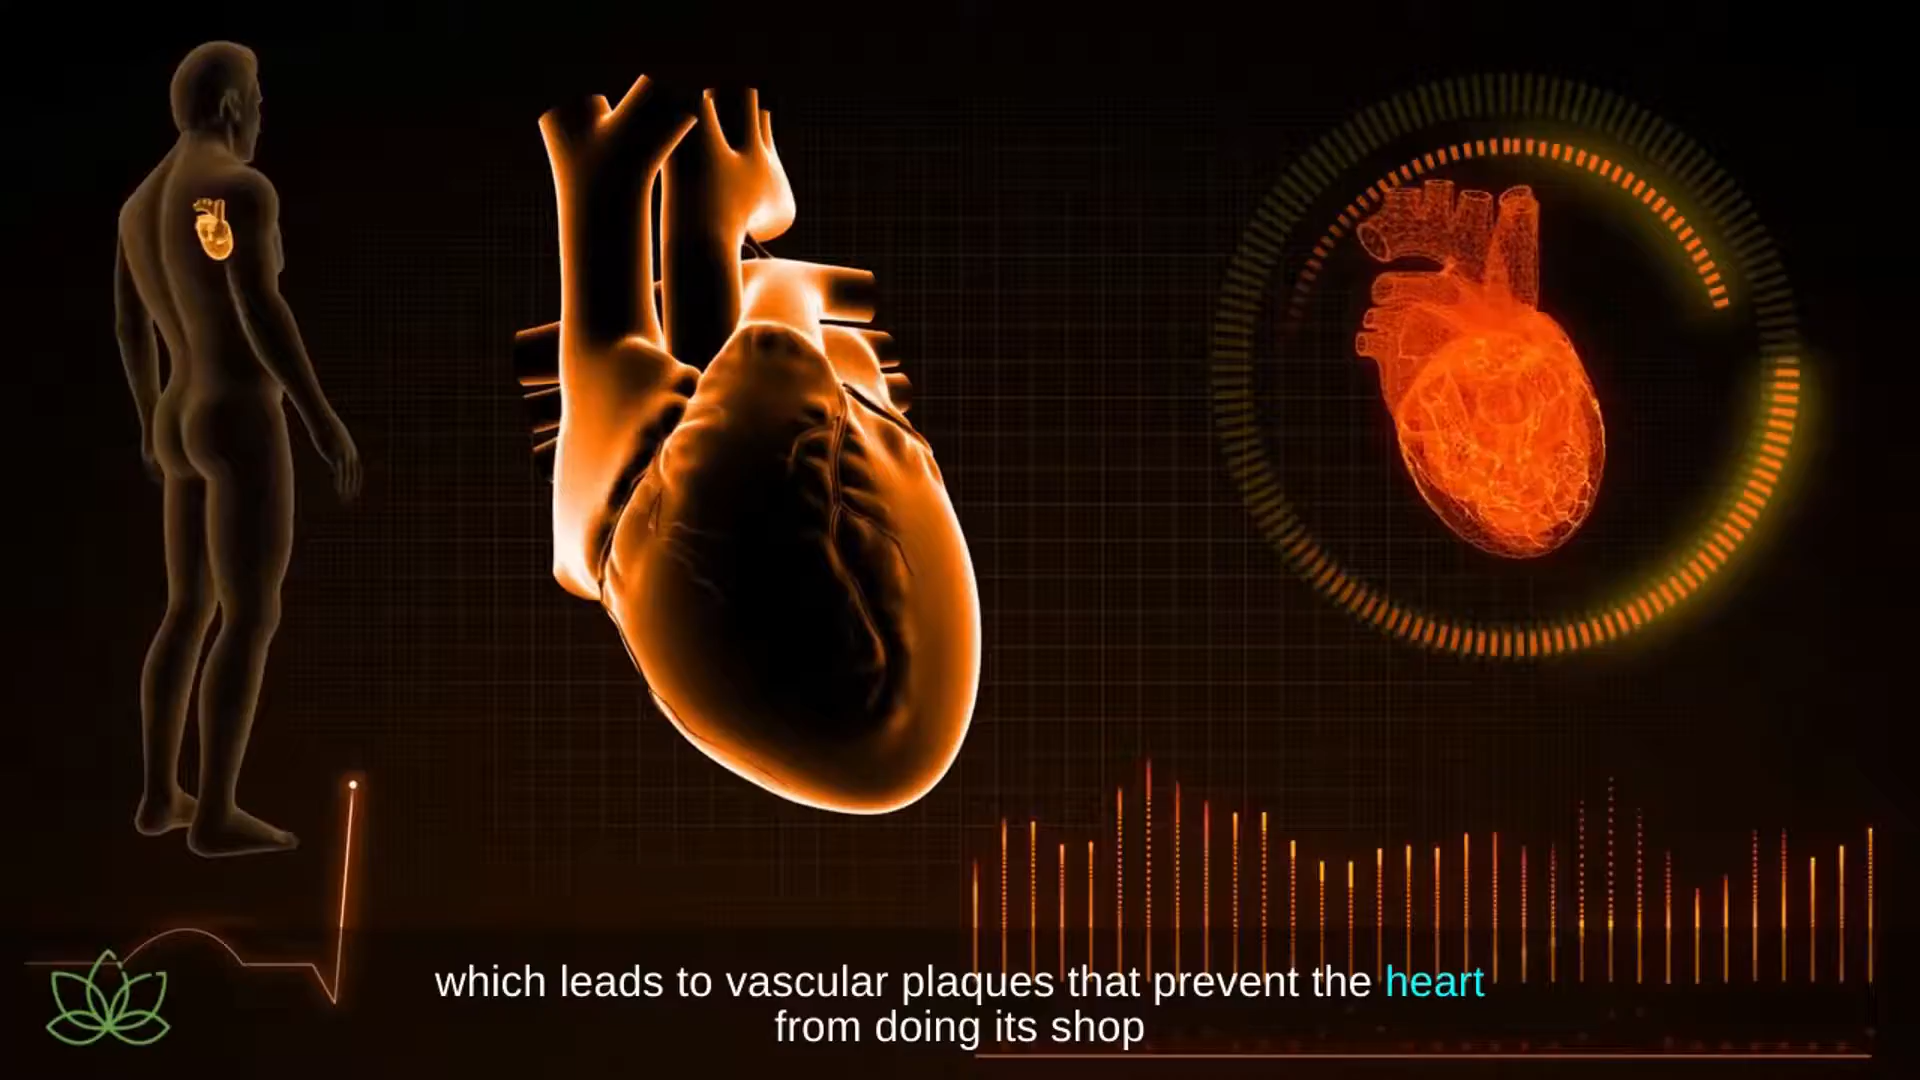 which leads to vascular plaques that prevent the heart
from doing its shop